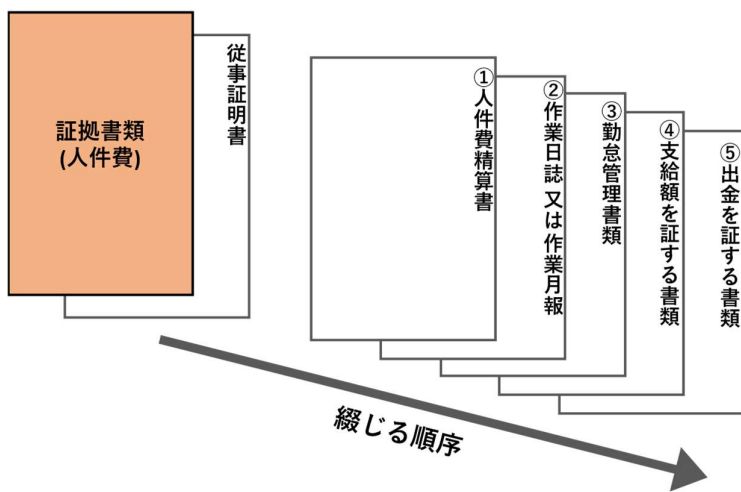 証拠書類
(人件費)
従事証明書
①人件費精算書
②作業日誌 又は 作業月報
③勤怠管理書類
④支給額を証する書類
⑤出金を証する書類
綴じる順序